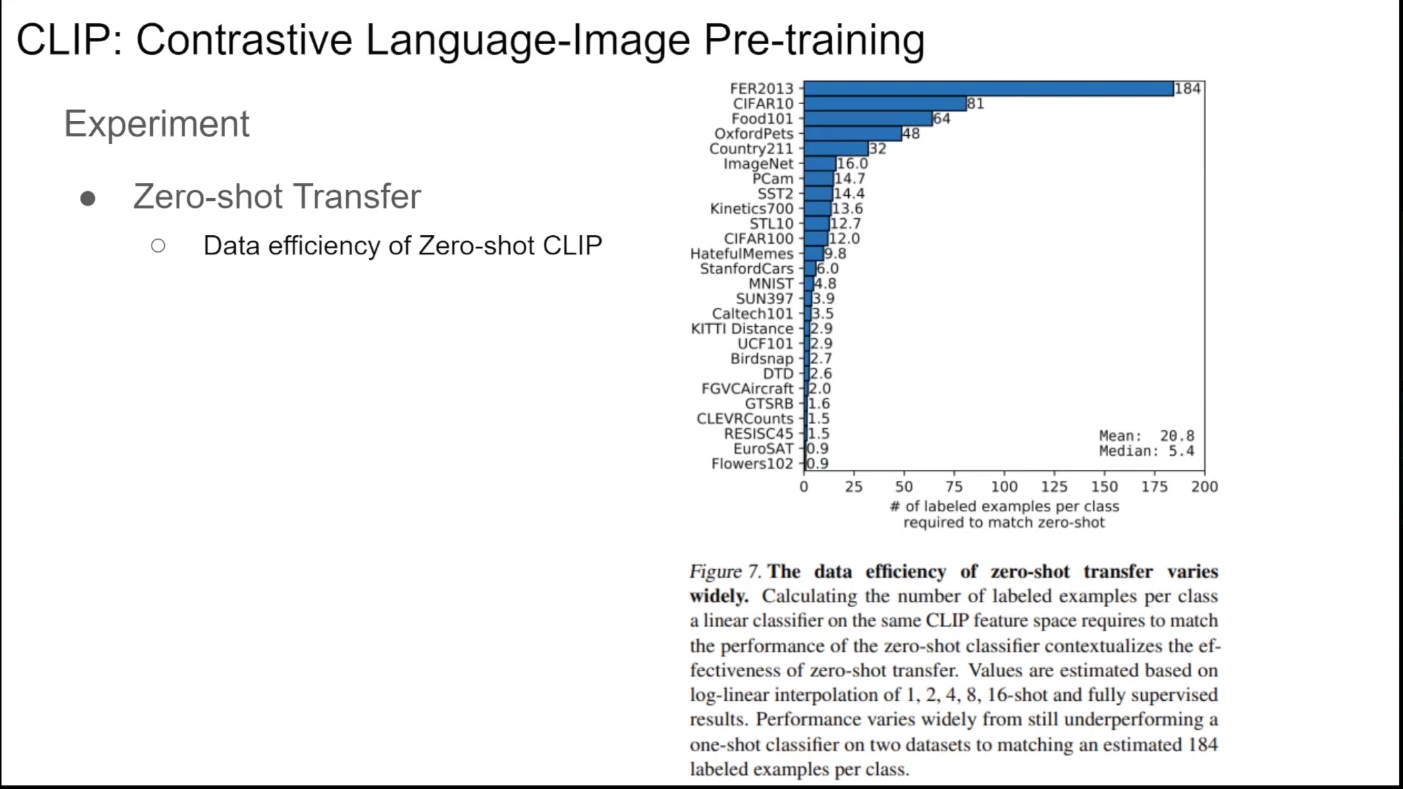 CLIP: Contrastive Language-Image Pre-training
Experiment
● Zero-shot Transfer
○ Data efficiency of Zero-shot CLIP
FER2013 184
CIFAR10 81
Food101 64
OxfordPets 48
Country211 32
ImageNet 16.0
PCam 14.7
SST2 14.4
Kinetics700 13.6
STL10 12.7
CIFAR100 12.0
HatefulMemes 9.8
StanfordCars 6.0
MNIST 4.8
SUN397 3.9
Caltech101 3.5
KITTI Distance 2.9
UCF101 2.9
Birdsnap 2.7
DTD 2.6
FGVCAircraft 2.0
GTSRB 1.6
CLEVRCounts 1.5
RESISC45 1.5
EuroSAT 0.9
Flowers102 0.9
Mean: 20.8
Median: 5.4
0 25 50 75 100 125 150 175 200
# of labeled examples per class
required to match zero-shot
Figure 7. The data efficiency of zero-shot transfer varies
widely. Calculating the number of labeled examples per class
a linear classifier on the same CLIP feature space requires to match
the performance of the zero-shot classifier contextualizes the ef-
fectiveness of zero-shot transfer. Values are estimated based on
log-linear interpolation of 1, 2, 4, 8, 16-shot and fully supervised
results. Performance varies widely from still underperforming a
one-shot classifier on two datasets to matching an estimated 184
labeled examples per class.